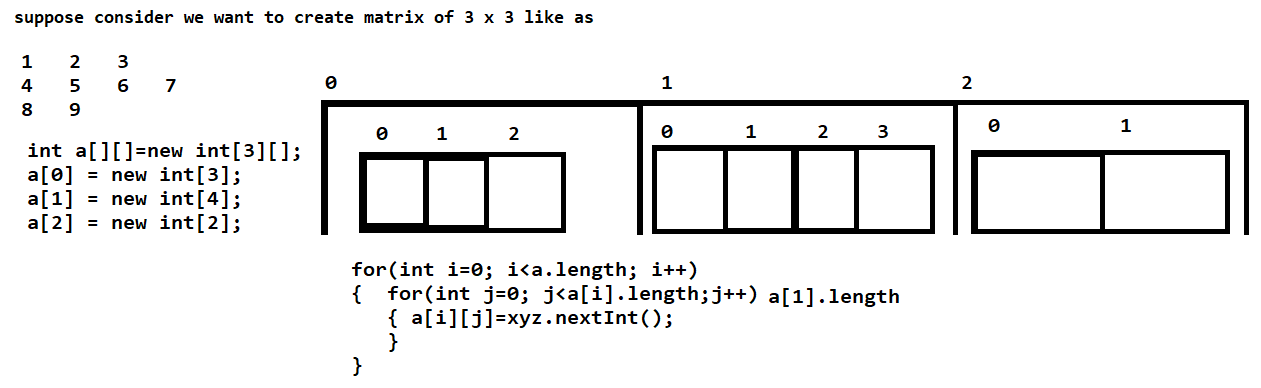 suppose consider we want to create matrix of 3 x 3 like as
1 2 3
4 5 6 7
8 9
int a[][]=new int[3][];
a[0] = new int[3];
a[1] = new int[4];
a[2] = new int[2];
0 1 2
0 1 2
0 1 2 3
0 1
for(int i=0; i<a.length; i++)
{ for(int j=0; j<a[i].length;j++) a[1].length
{ a[i][j]=xyz.nextInt();
}
}